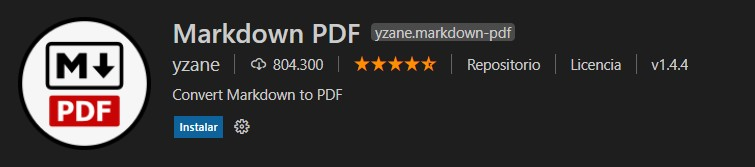 M
PDF
Markdown PDF yzane.markdown-pdf
yzane 804.300 Repositorio Licencia v1.4.4
Convert Markdown to PDF
Instalar